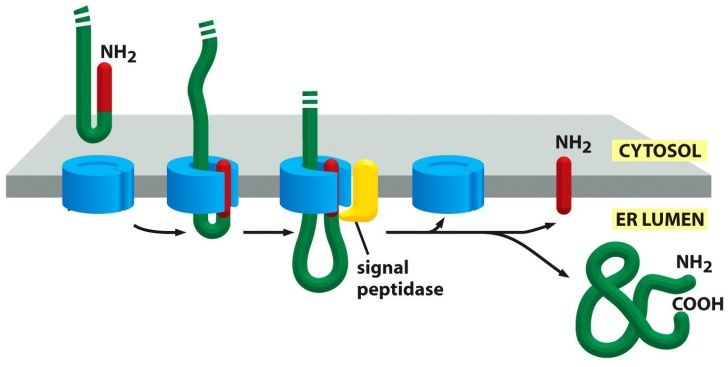 NH2
NH2
CYTOSOL
ER LUMEN
signal
peptidase
NH2
COOH